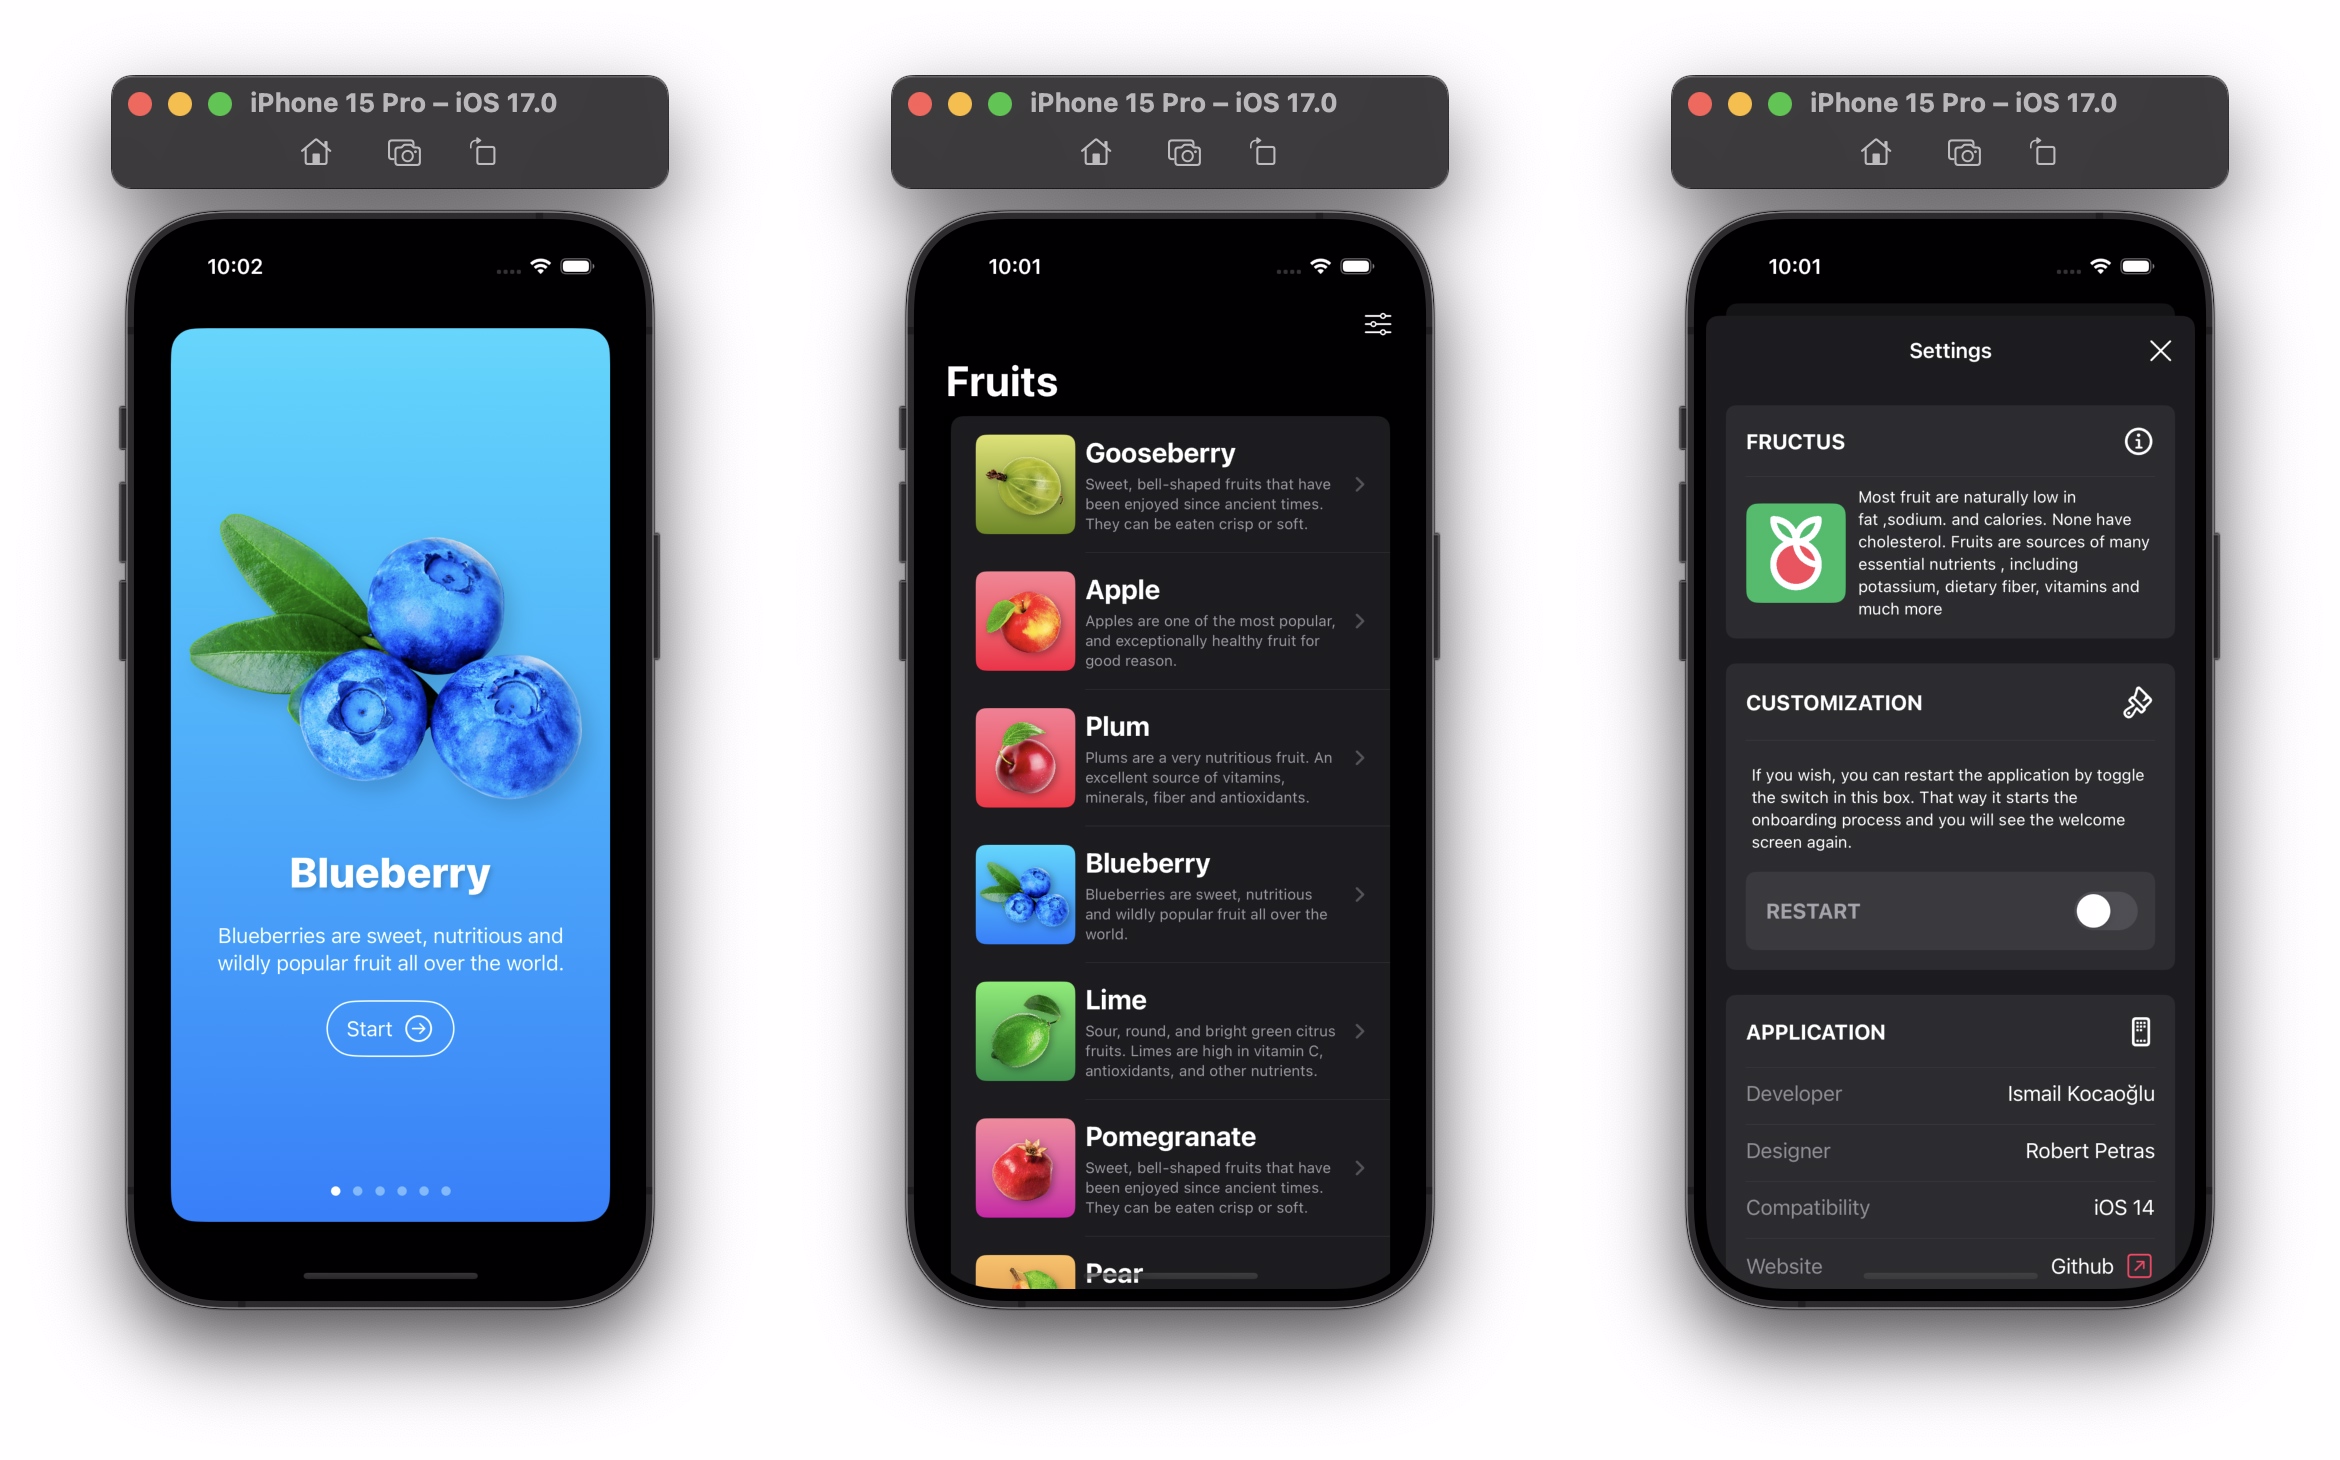 iPhone 15 Pro – iOS 17.0
10:02
Blueberry
Blueberries are sweet, nutritious and
wildly popular fruit all over the world.
Start
iPhone 15 Pro – iOS 17.0
10:01
Fruits
Gooseberry
Sweet, bell-shaped fruits that have
been enjoyed since ancient times.
They can be eaten crisp or soft.
Apple
Apples are one of the most popular,
and exceptionally healthy fruit for
good reason.
Plum
Plums are a very nutritious fruit. An
excellent source of vitamins,
minerals, fiber and antioxidants.
Blueberry
Blueberries are sweet, nutritious
and wildly popular fruit all over the
world.
Lime
Sour, round, and bright green citrus
fruits. Limes are high in vitamin C,
antioxidants, and other nutrients.
Pomegranate
Sweet, bell-shaped fruits that have
been enjoyed since ancient times.
They can be eaten crisp or soft.
Pear
iPhone 15 Pro – iOS 17.0
10:01
Settings
FRUCTUS
Most fruit are naturally low in
fat ,sodium. and calories. None have
cholesterol. Fruits are sources of many
essential nutrients , including
potassium, dietary fiber, vitamins and
much more
CUSTOMIZATION
If you wish, you can restart the application by toggle
the switch in this box. That way it starts the
onboarding process and you will see the welcome
screen again.
RESTART
APPLICATION
Developer Ismail Kocaoğlu
Designer Robert Petras
Compatibility iOS 14
Website Github